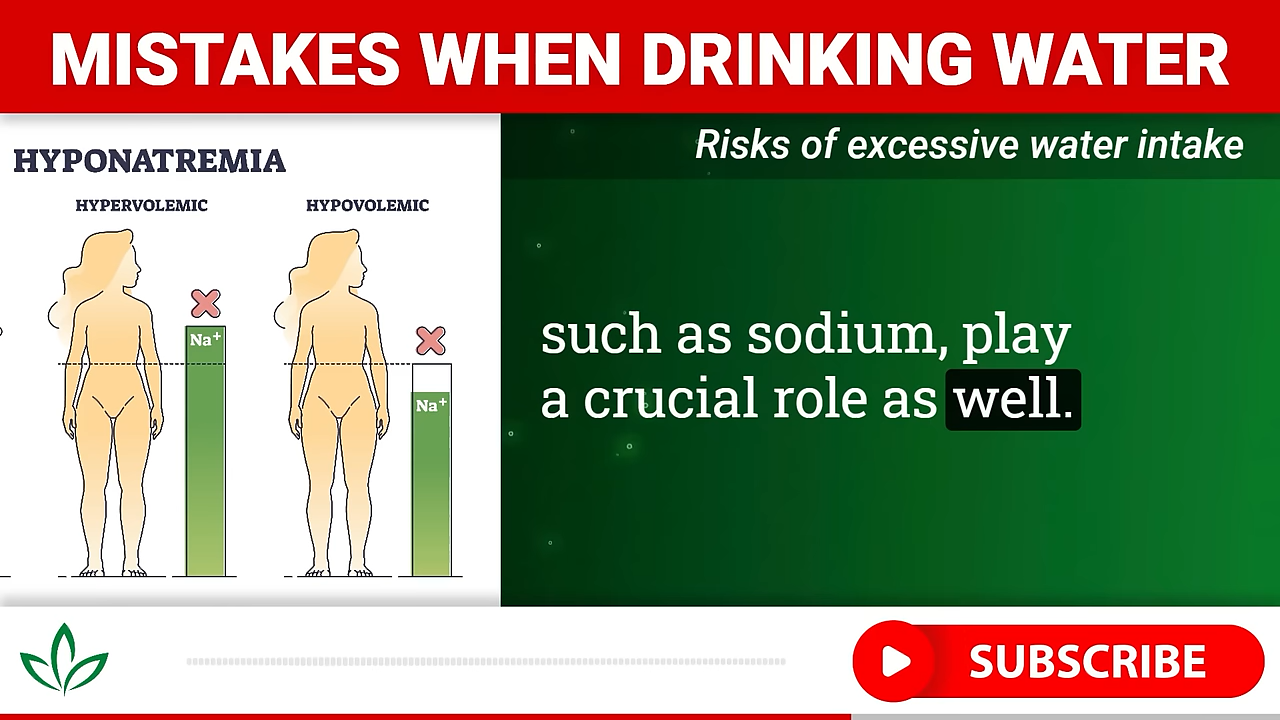 MISTAKES WHEN DRINKING WATER
HYPONATREMIA
HYPERVOLEMIC
HYPOVOLEMIC
Na+
Na+
Risks of excessive water intake
such as sodium, play
a crucial role as well.
SUBSCRIBE